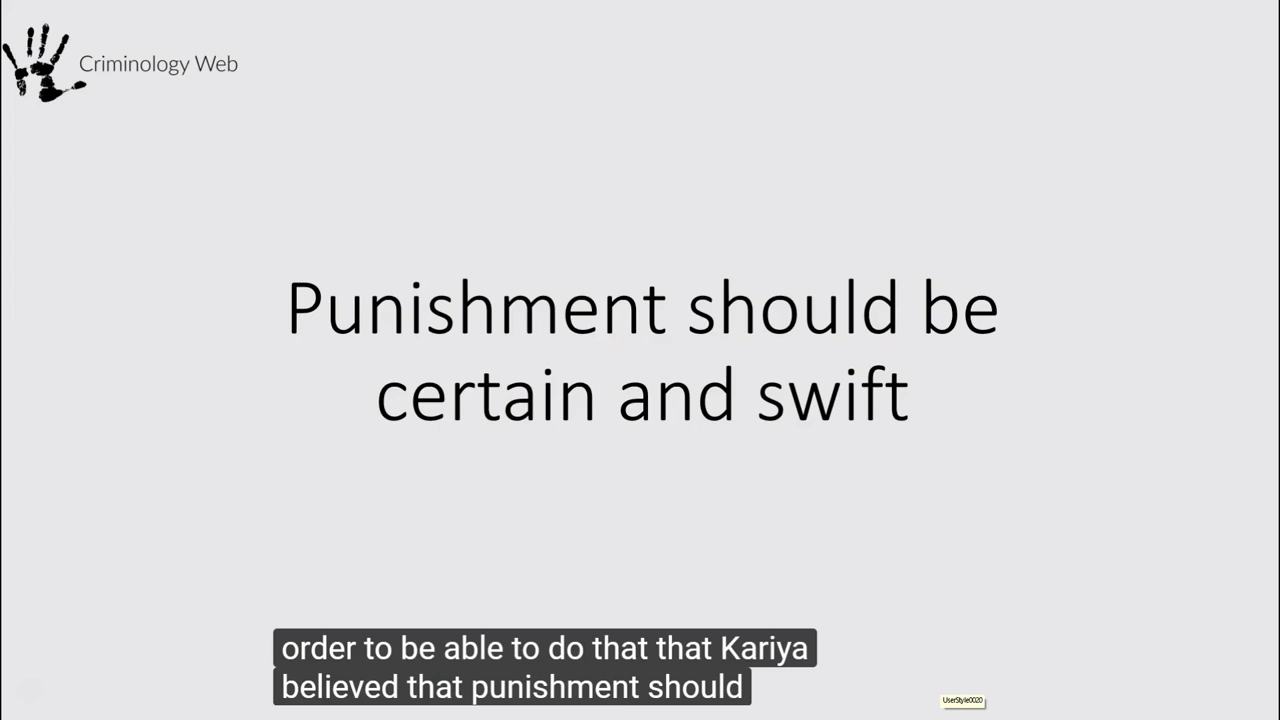 Criminology Web
Punishment should be
certain and swift
order to be able to do that that Kariya
believed that punishment should
UserStyle0020